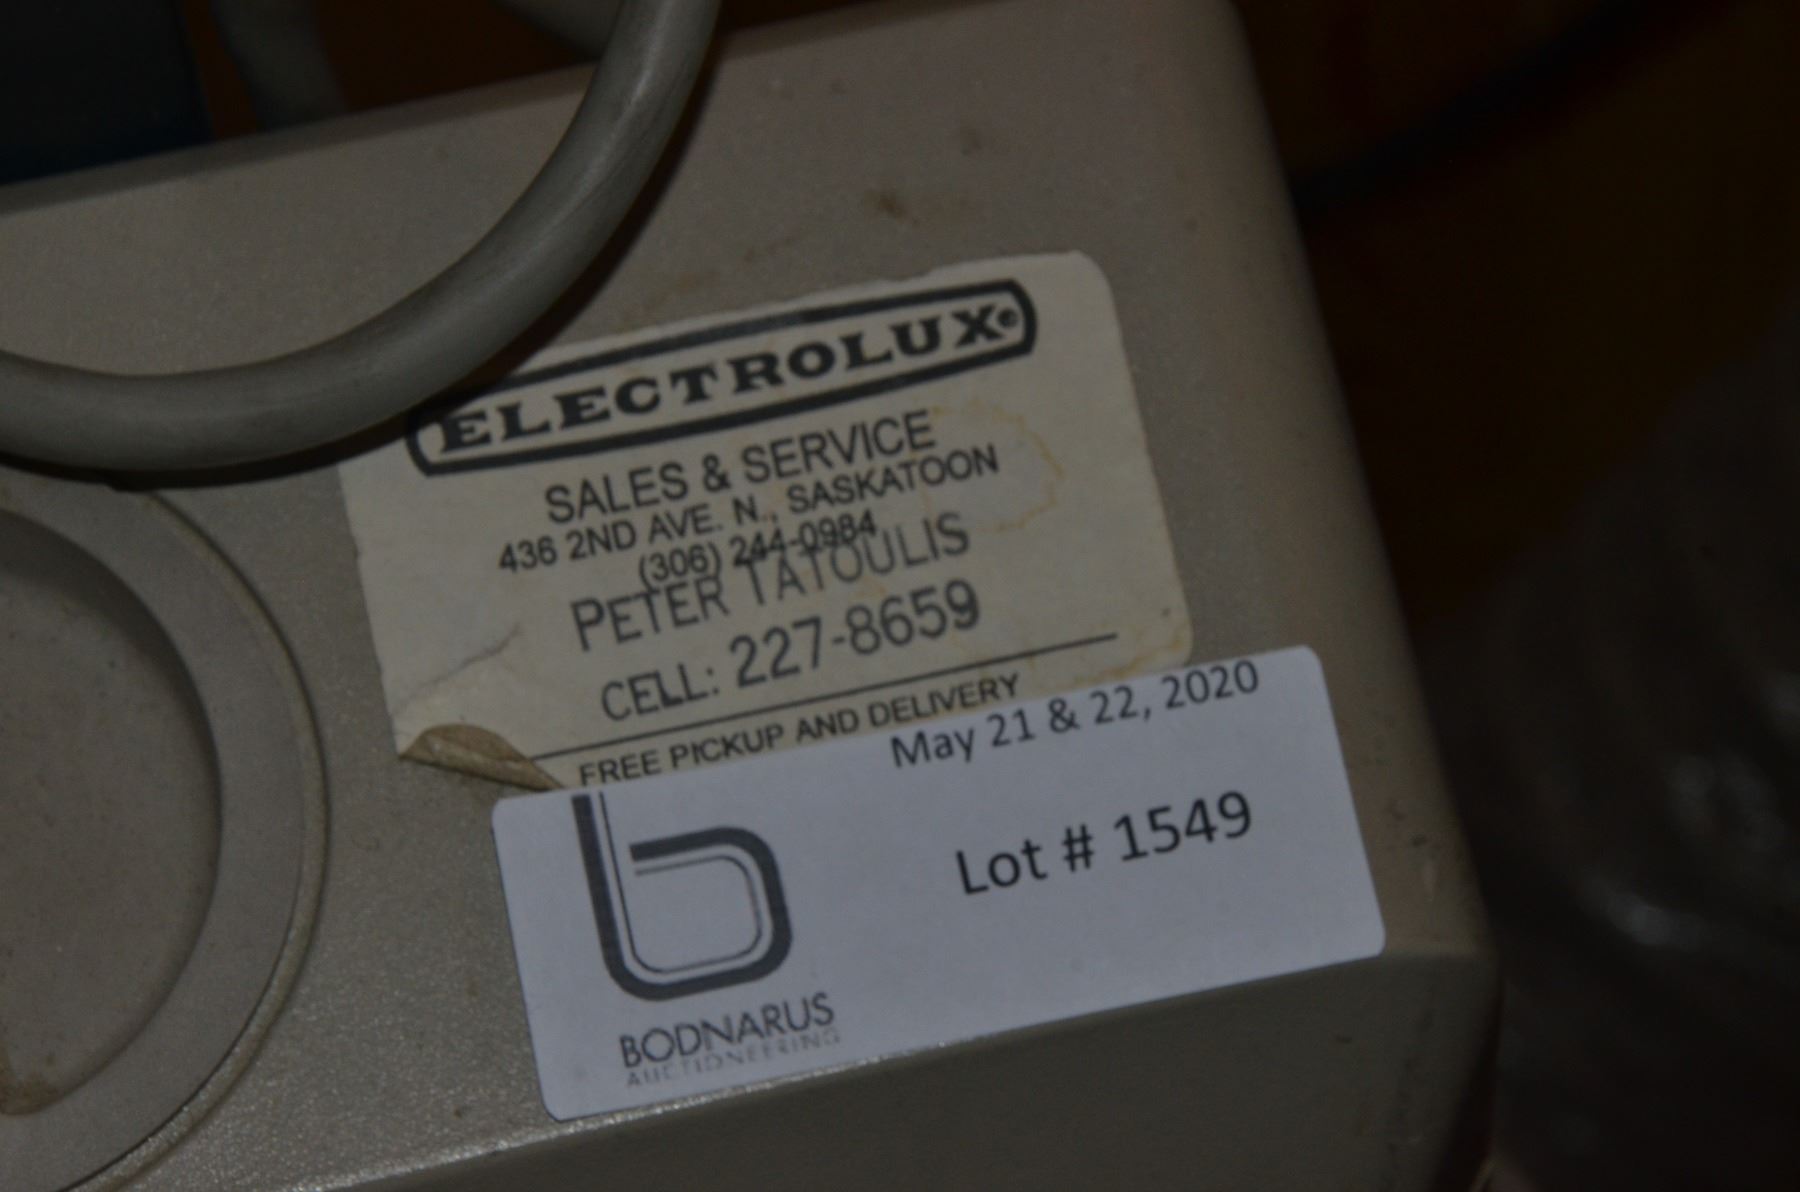 ELECTROLUX®
SALES & SERVICE
436 2ND AVE. N., SASKATOON
(306) 244-0984
PETER TATOULIS
CELL: 227-8659
FREE PICKUP AND DELIVERY
May 21 & 22, 2020
Lot # 1549
b
BODNARUS
AUCTIONEERING